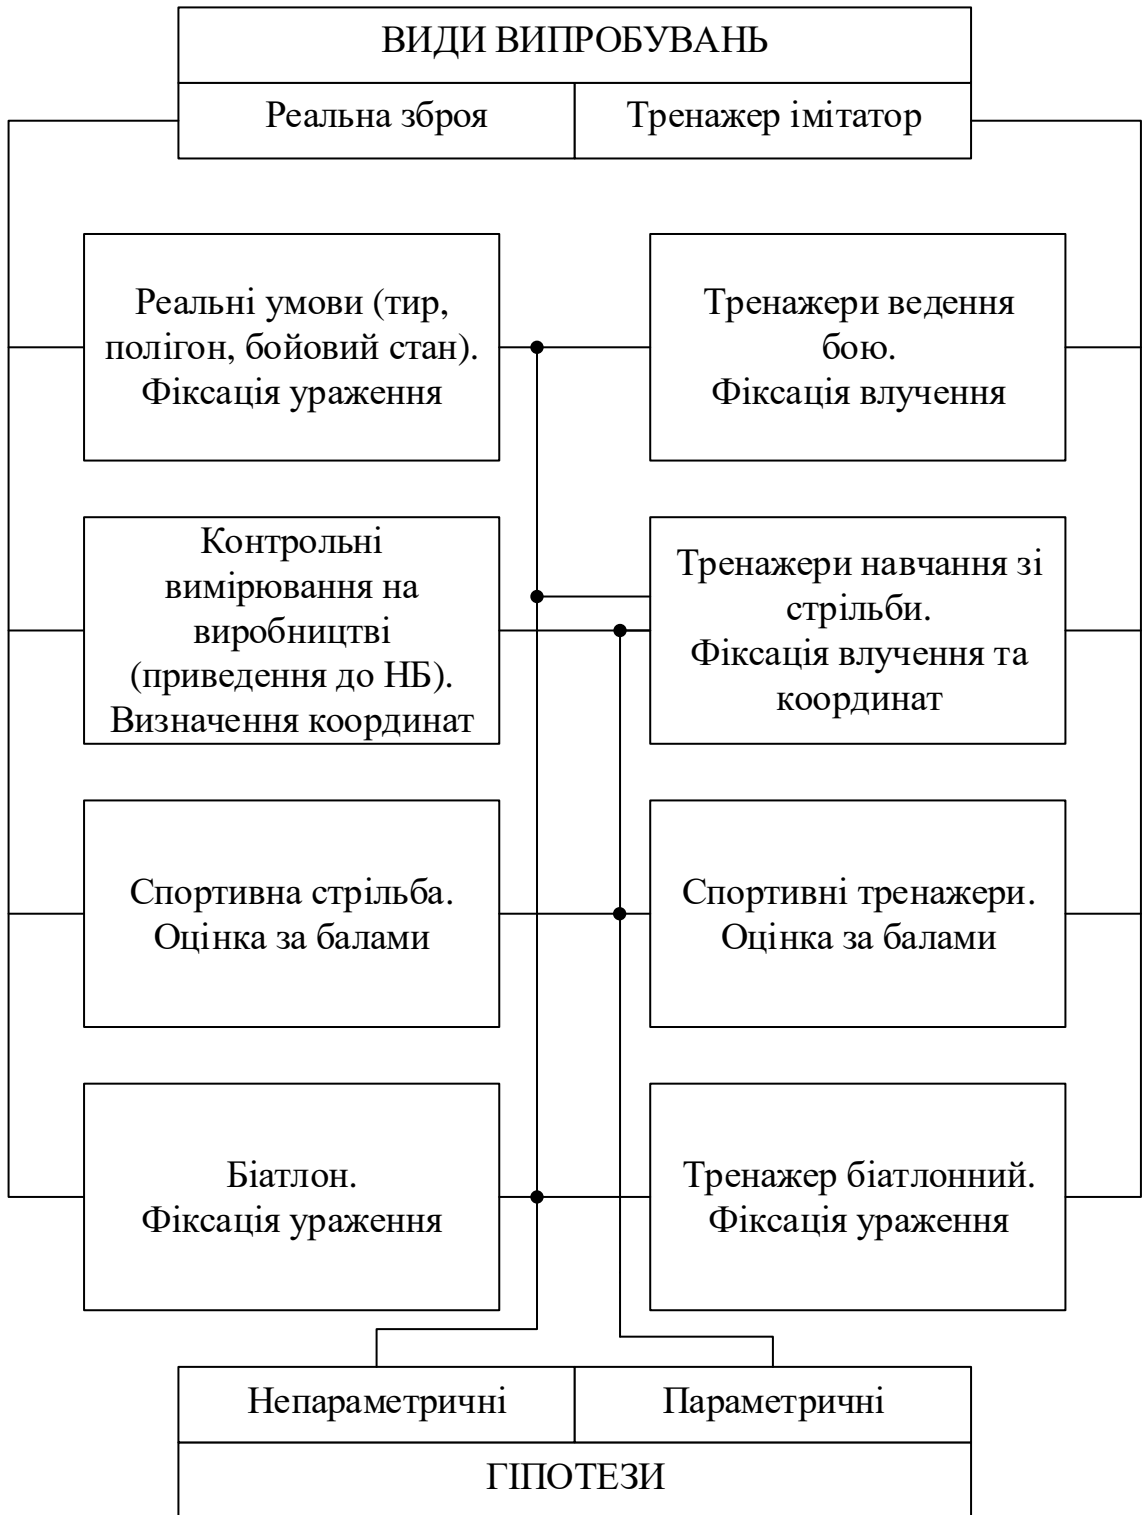 ВИДИ ВИПРОБУВАНЬ
Реальна зброя
Тренажер імітатор
Реальні умови (тир,
полігон, бойовий стан).
Фіксація ураження
Тренажери ведення
бою.
Фіксація влучення
Контрольні
вимірювання на
виробництві
(приведення до НБ).
Визначення координат
Тренажери навчання зі
стрільби.
Фіксація влучення та
координат
Спортивна стрільба.
Оцінка за балами
Спортивні тренажери.
Оцінка за балами
Біатлон.
Фіксація ураження
Тренажер біатлонний.
Фіксація ураження
Непараметричні
Параметричні
ГІПОТЕЗИ